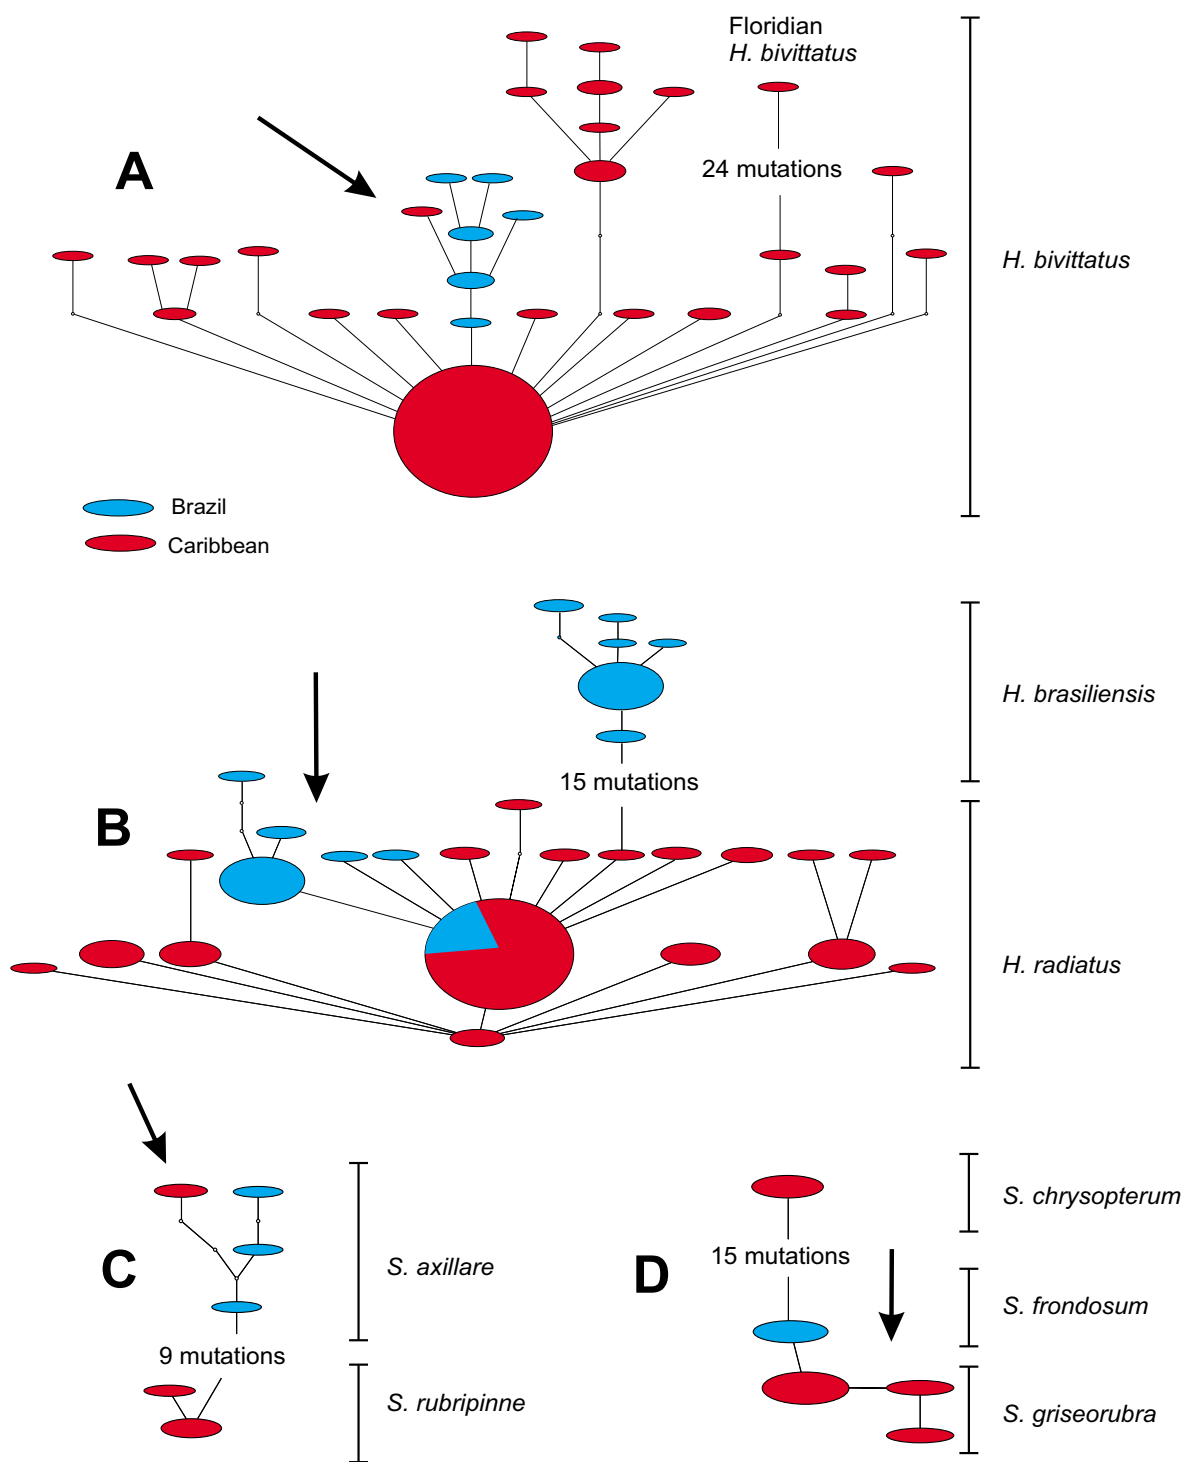 Floridian
H. bivittatus
A
24 mutations
H. bivittatus
Brazil
Caribbean
H. brasiliensis
15 mutations
B
H. radiatus
S. chrysopterum
C
S. axillare
15 mutations
D
S. frondosum
9 mutations
S. rubripinne
S. griseorubra